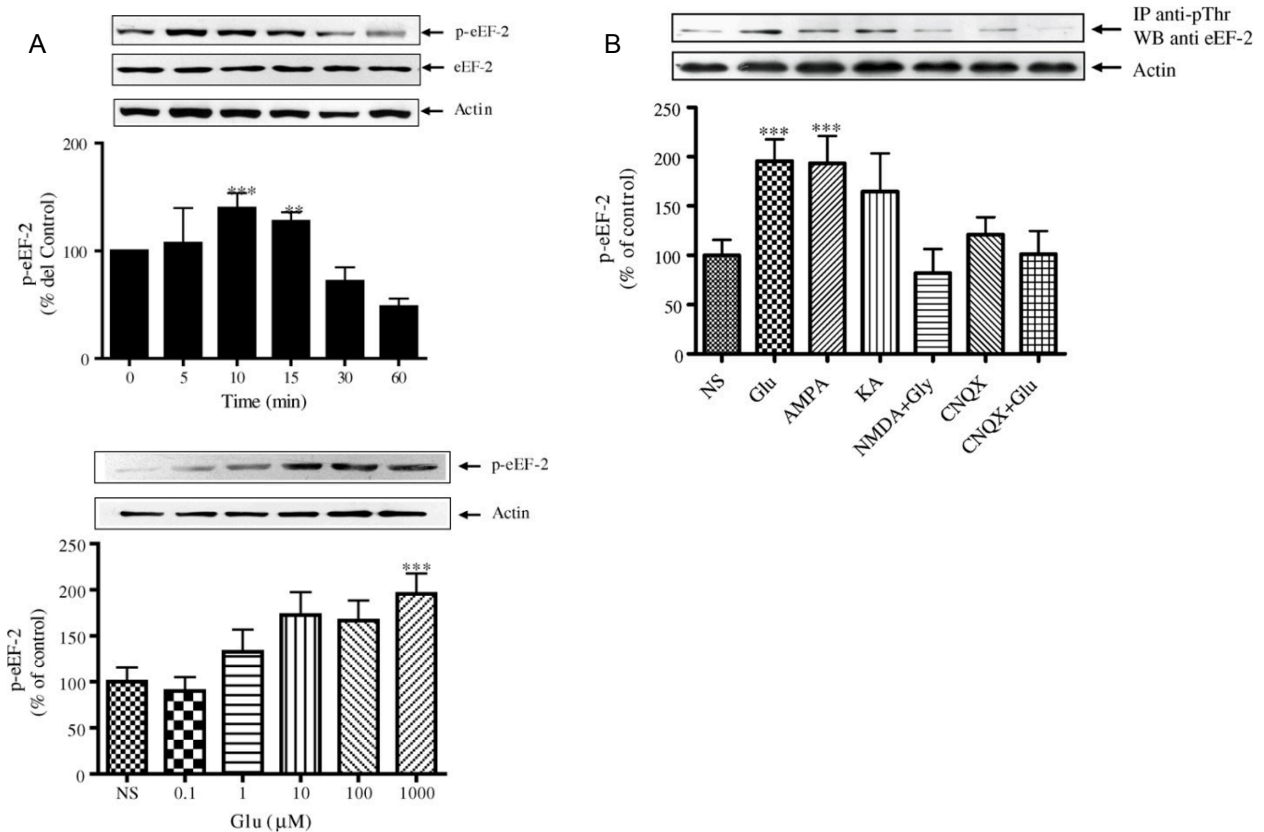 A
p-eEF-2
eEF-2
Actin
p-eEF-2
(% del Control)
200
100
0
***
**
0 5 10 15 30 60
Time (min)
p-eEF-2
Actin
p-eEF-2
(% of control)
250
200
150
100
50
0
***
NS 0.1 1 10 100 1000
Glu (µM)
B
IP anti-pThr
WB anti eEF-2
Actin
p-eEF-2
(% of control)
250
200
150
100
50
0
*** ***
NS Glu AMPA KA NMDA+Gly CNQX CNQX+Glu